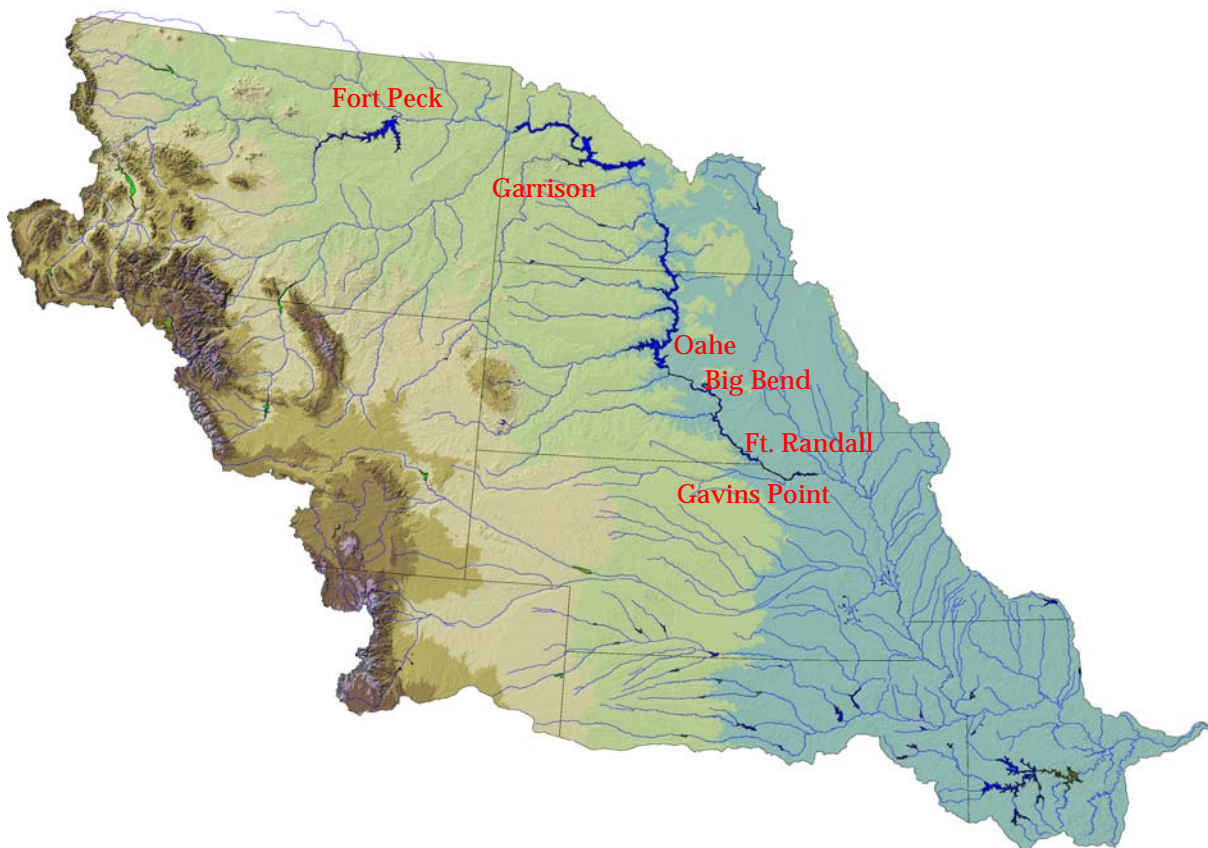 Fort Peck
Garrison
Oahe
Big Bend
Ft. Randall
Gavins Point